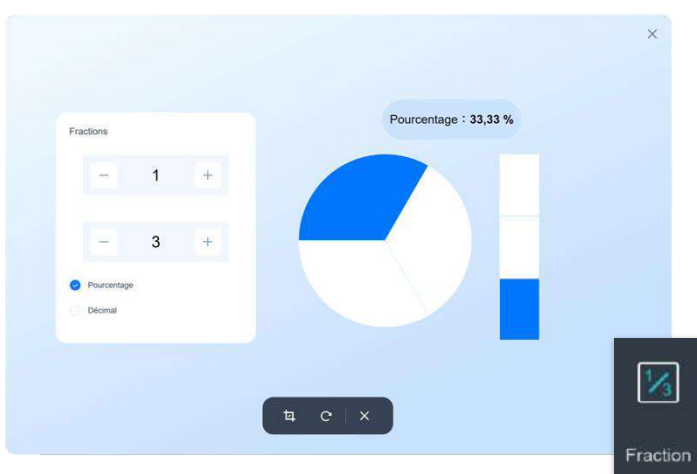 Pourcentage : 33,33 %
Fractions
1
3
Pourcentage
Décimal
1/3
Fraction